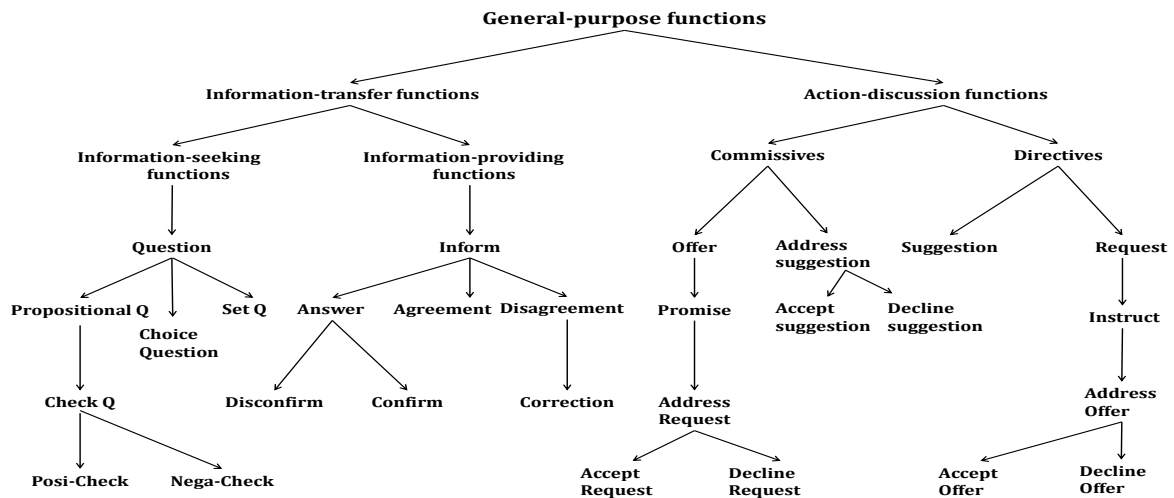 General-purpose functions
Information-transfer functions
Action-discussion functions
Information-seeking
functions
Information-providing
functions
Commissives
Directives
Question
Inform
Offer
Address
suggestion
Suggestion
Request
Propositional Q
Choice
Question
Set Q
Answer
Agreement
Disagreement
Promise
Accept
suggestion
Decline
suggestion
Instruct
Check Q
Disconfirm
Confirm
Correction
Address
Request
Address
Offer
Posi-Check
Nega-Check
Accept
Request
Decline
Request
Accept
Offer
Decline
Offer